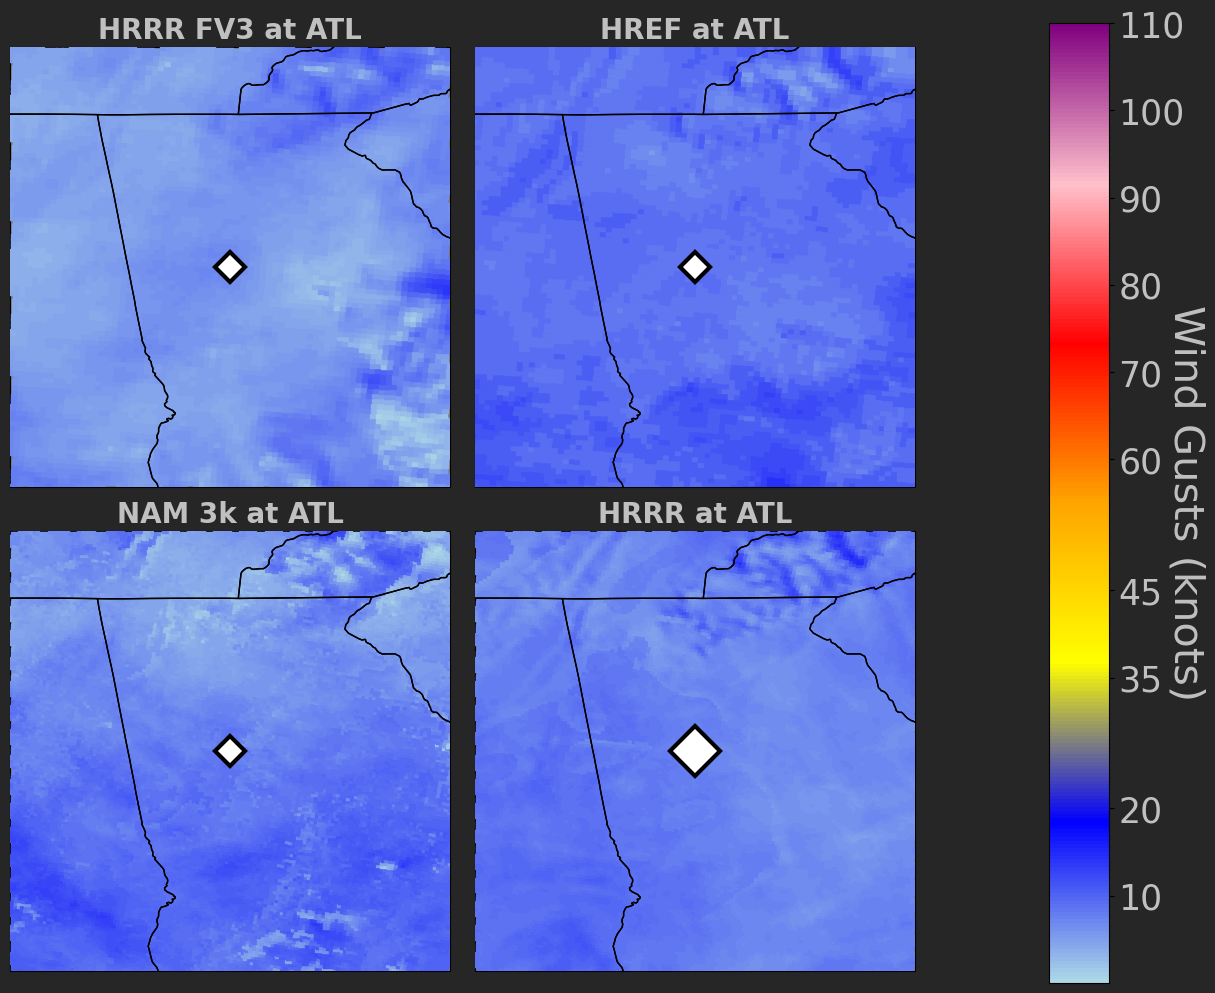 HRRR FV3 at ATL
HREF at ATL
NAM 3k at ATL
HRRR at ATL
110
100
90
80
70
60
45
35
20
10
Wind Gusts (knots)